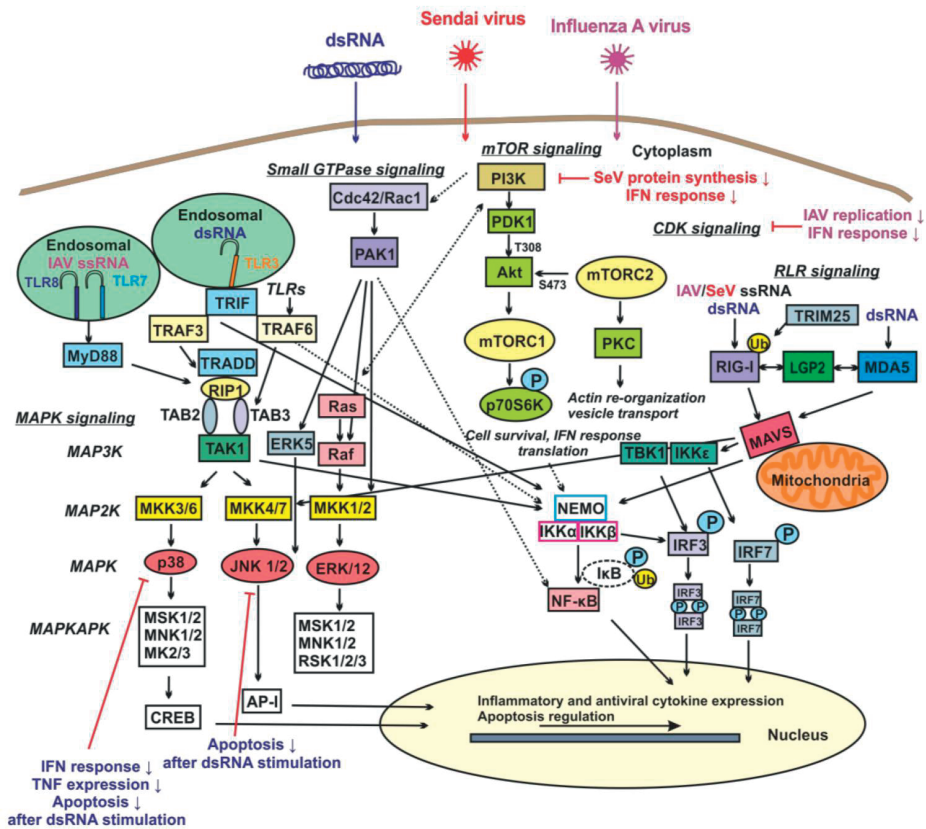 Sendai virus
dsRNA
Influenza A virus
mTOR signaling
Cytoplasm
Small GTPase signaling
PI3K
SeV protein synthesis ↓
IFN response ↓
Cdc42/Rac1
IAV replication ↓
IFN response ↓
CDK signaling
PDK1
Endosomal
dsRNA
TLR3
Endosomal
IAV ssRNA
TLR8
TLR7
PAK1
T308
Akt
S473
mTORC2
RLR signaling
IAV/SeV ssRNA
dsRNA
TRIM25
dsRNA
TLRs
TRIF
TRAF3
TRAF6
MyD88
TRADD
RIP1
mTORC1
PKC
Ub
RIG-I
LGP2
MDA5
P
p70S6K
Actin re-organization
vesicle transport
TAB2
TAB3
Ras
MAPK signaling
MAP3K
TAK1
ERK5
Raf
Cell survival, IFN response
translation
TBK1
IKKε
MAVS
Mitochondria
MAP2K
MKK3/6
MKK4/7
MKK1/2
NEMO
IKKα
IKKβ
P
IRF3
P
IRF7
MAPK
p38
JNK 1/2
ERK/12
IκB
P
Ub
NF-κB
IRF3
P
P
IRF3
IRF7
P
P
IRF7
MAPKAPK
MSK1/2
MNK1/2
MK2/3
MSK1/2
MNK1/2
RSK1/2/3
CREB
AP-I
Inflammatory and antiviral cytokine expression
Apoptosis regulation
Nucleus
Apoptosis ↓
after dsRNA stimulation
IFN response ↓
TNF expression ↓
Apoptosis ↓
after dsRNA stimulation